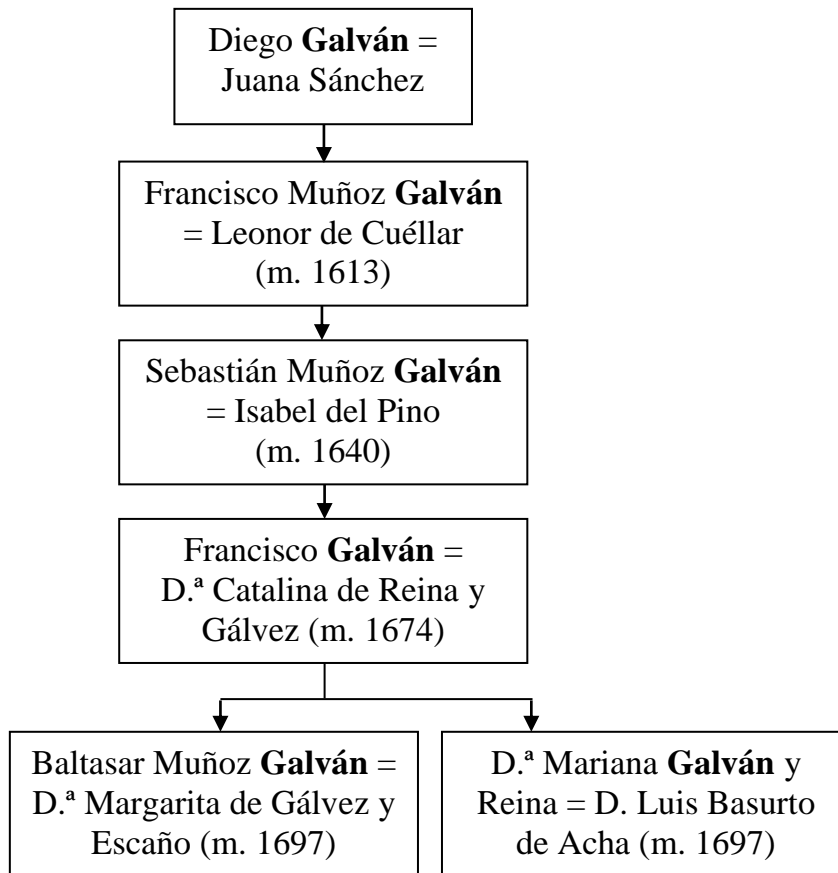 Diego Galván =
Juana Sánchez
Francisco Muñoz Galván
= Leonor de Cuéllar
(m. 1613)
Sebastián Muñoz Galván
= Isabel del Pino
(m. 1640)
Francisco Galván =
D.ª Catalina de Reina y
Gálvez (m. 1674)
Baltasar Muñoz Galván =
D.ª Margarita de Gálvez y
Escaño (m. 1697)
D.ª Mariana Galván y
Reina = D. Luis Basurto
de Acha (m. 1697)